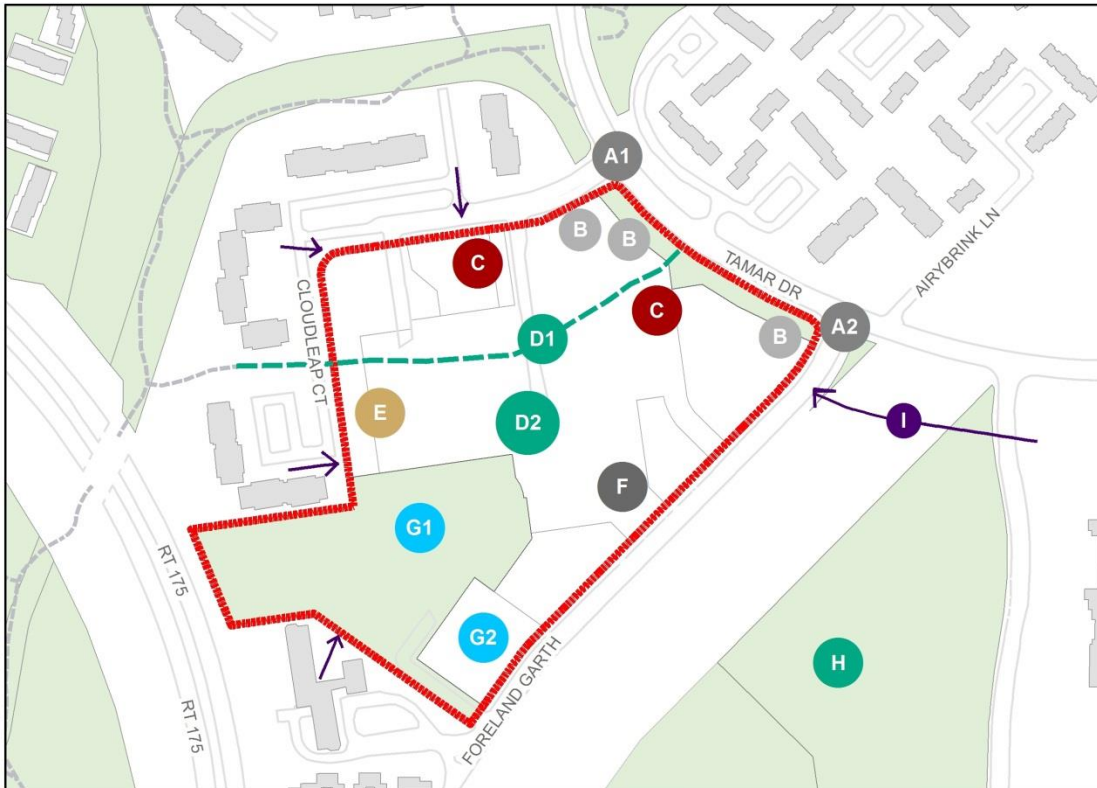 A1
B
B
TAMAR DR
AIRYBRINK LN
C
C
A2
B
CLOUDLEAP CT
D1
E
D2
I
F
G1
RT 175
G2
H
RT 175
FORELAND GARTH